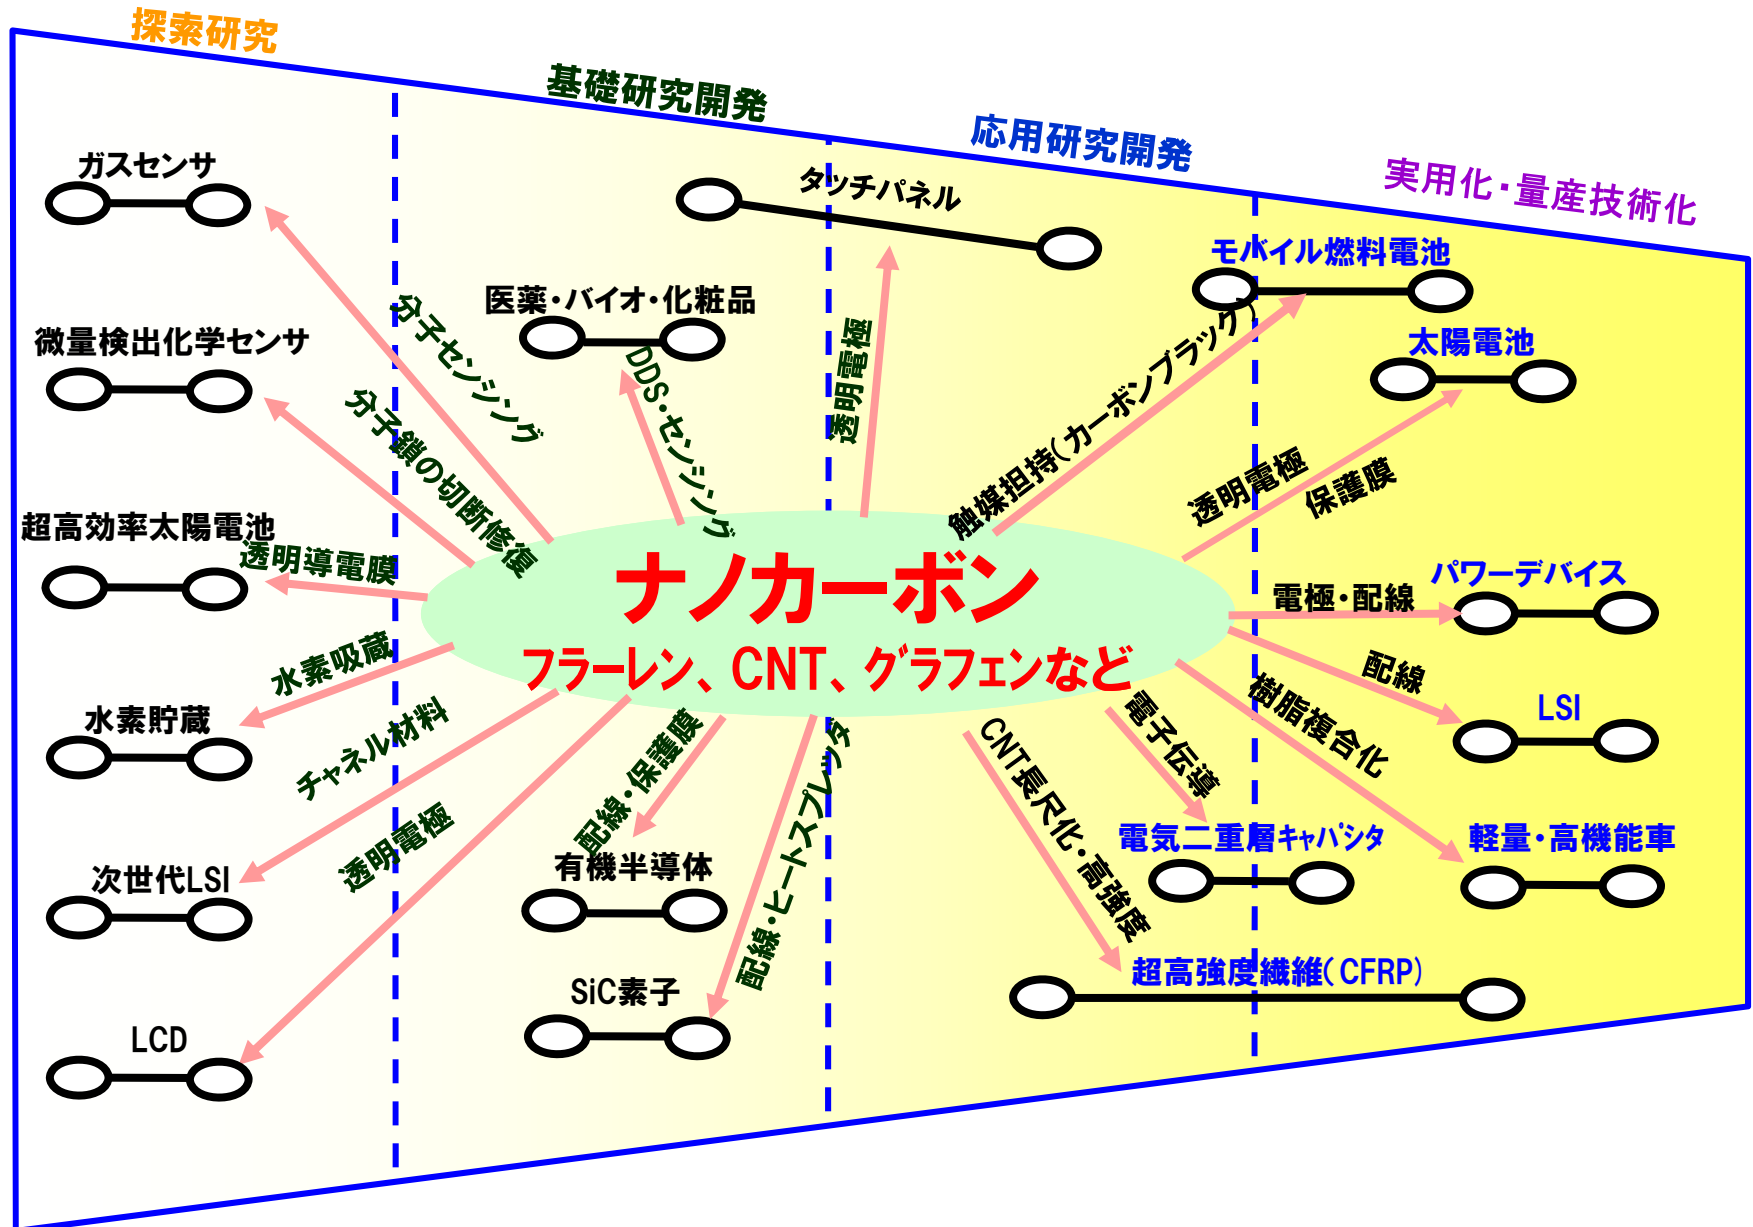 探索研究
基礎研究開発
応用研究開発
実用化・量産技術化
ガスセンサ
タッチパネル
モバイル燃料電池
医薬・バイオ・化粧品
微量検出化学センサ
太陽電池
分子センシング
DDS・センシング
透明電極
触媒担持(カーボンブラック)
分子鎖の切断修復
透明電極
保護膜
超高効率太陽電池
透明導電膜
ナノカーボン
フラーレン、CNT、グラフェンなど
電極・配線
パワーデバイス
水素吸蔵
水素貯蔵
配線
LSI
チャネル材料
樹脂複合化
電子伝導
CNT長尺化・高強度
配線・保護膜
配線・ヒートスプレッタ
透明電極
電気二重層キャパシタ
軽量・高機能車
次世代LSI
有機半導体
超高強度繊維(CFRP)
SiC素子
LCD